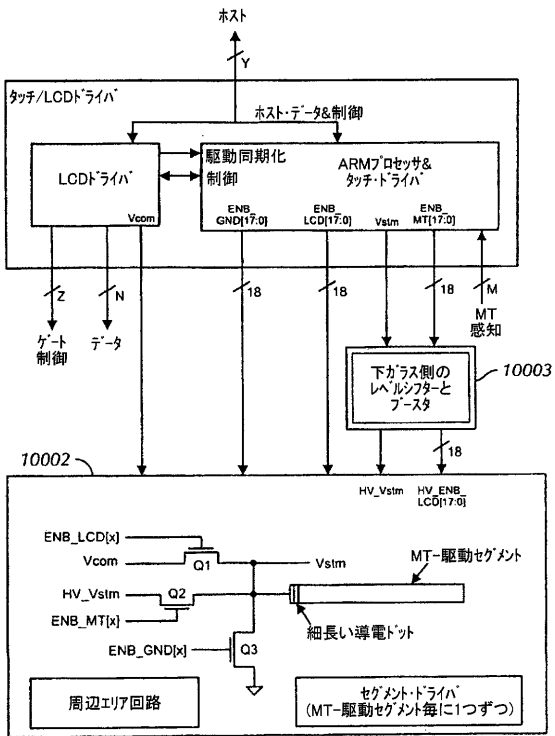 ホスト
Y
タッチ/LCDドライバ
ホスト・データ&制御
LCDドライバ
駆動同期化
制御
ARMプロセッサ&
タッチ・ドライバ
Vcom
ENB_
GND[17:0]
ENB_
LCD[17:0]
Vstm
ENB_
MT[17:0]
Z
N
18
18
18
M
ゲート
制御
データ
MT
感知
下ガラス側の
レベルシフターと
ブースタ
10003
10002
18
HV_Vstm
HV_ENB_
LCD[17:0]
ENB_LCD[x]
Vcom
Q1
Vstm
MT-駆動セグメント
HV_Vstm
Q2
ENB_MT[x]
細長い導電ドット
ENB_GND[x]
Q3
周辺エリア回路
セグメント・ドライバ
(MT-駆動セグメント毎に1つずつ)